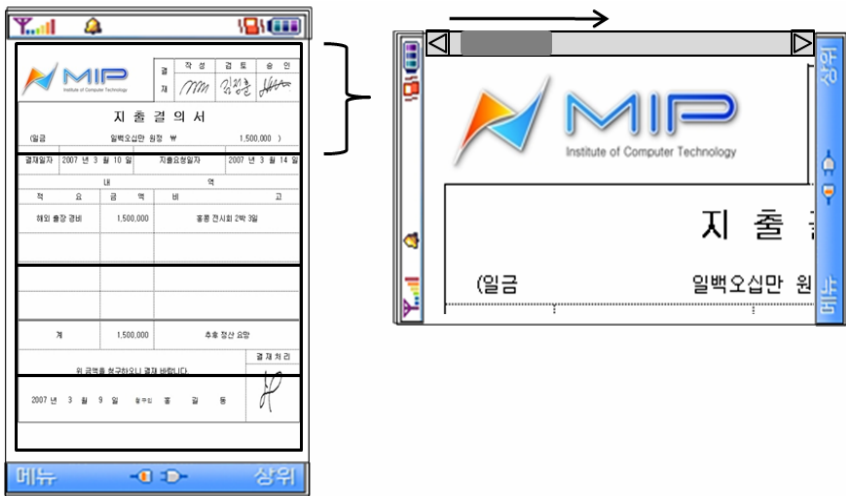 MIP
Institute of Computer Technology
결 재
작 성 검 토 승 인
김정훈
지 출 결 의 서
(일금 일백오십만 원정 ₩ 1,500,000 )
결재일자 2007 년 3 월 10 일 지출요청일자 2007 년 3 월 14 일
내 역
적 요 금 액 비 고
해외 출장 경비 1,500,000 홍콩 전시회 2박 3일
계 1,500,000 추후 정산 요망
결 재 처 리
위 금액을 청구하오니 결재 바랍니다.
2007 년 3 월 9 일 청구인 홍 길 동
메뉴 상위
MIP
Institute of Computer Technology
지 출
(일금 일백오십만 원
상위
메뉴